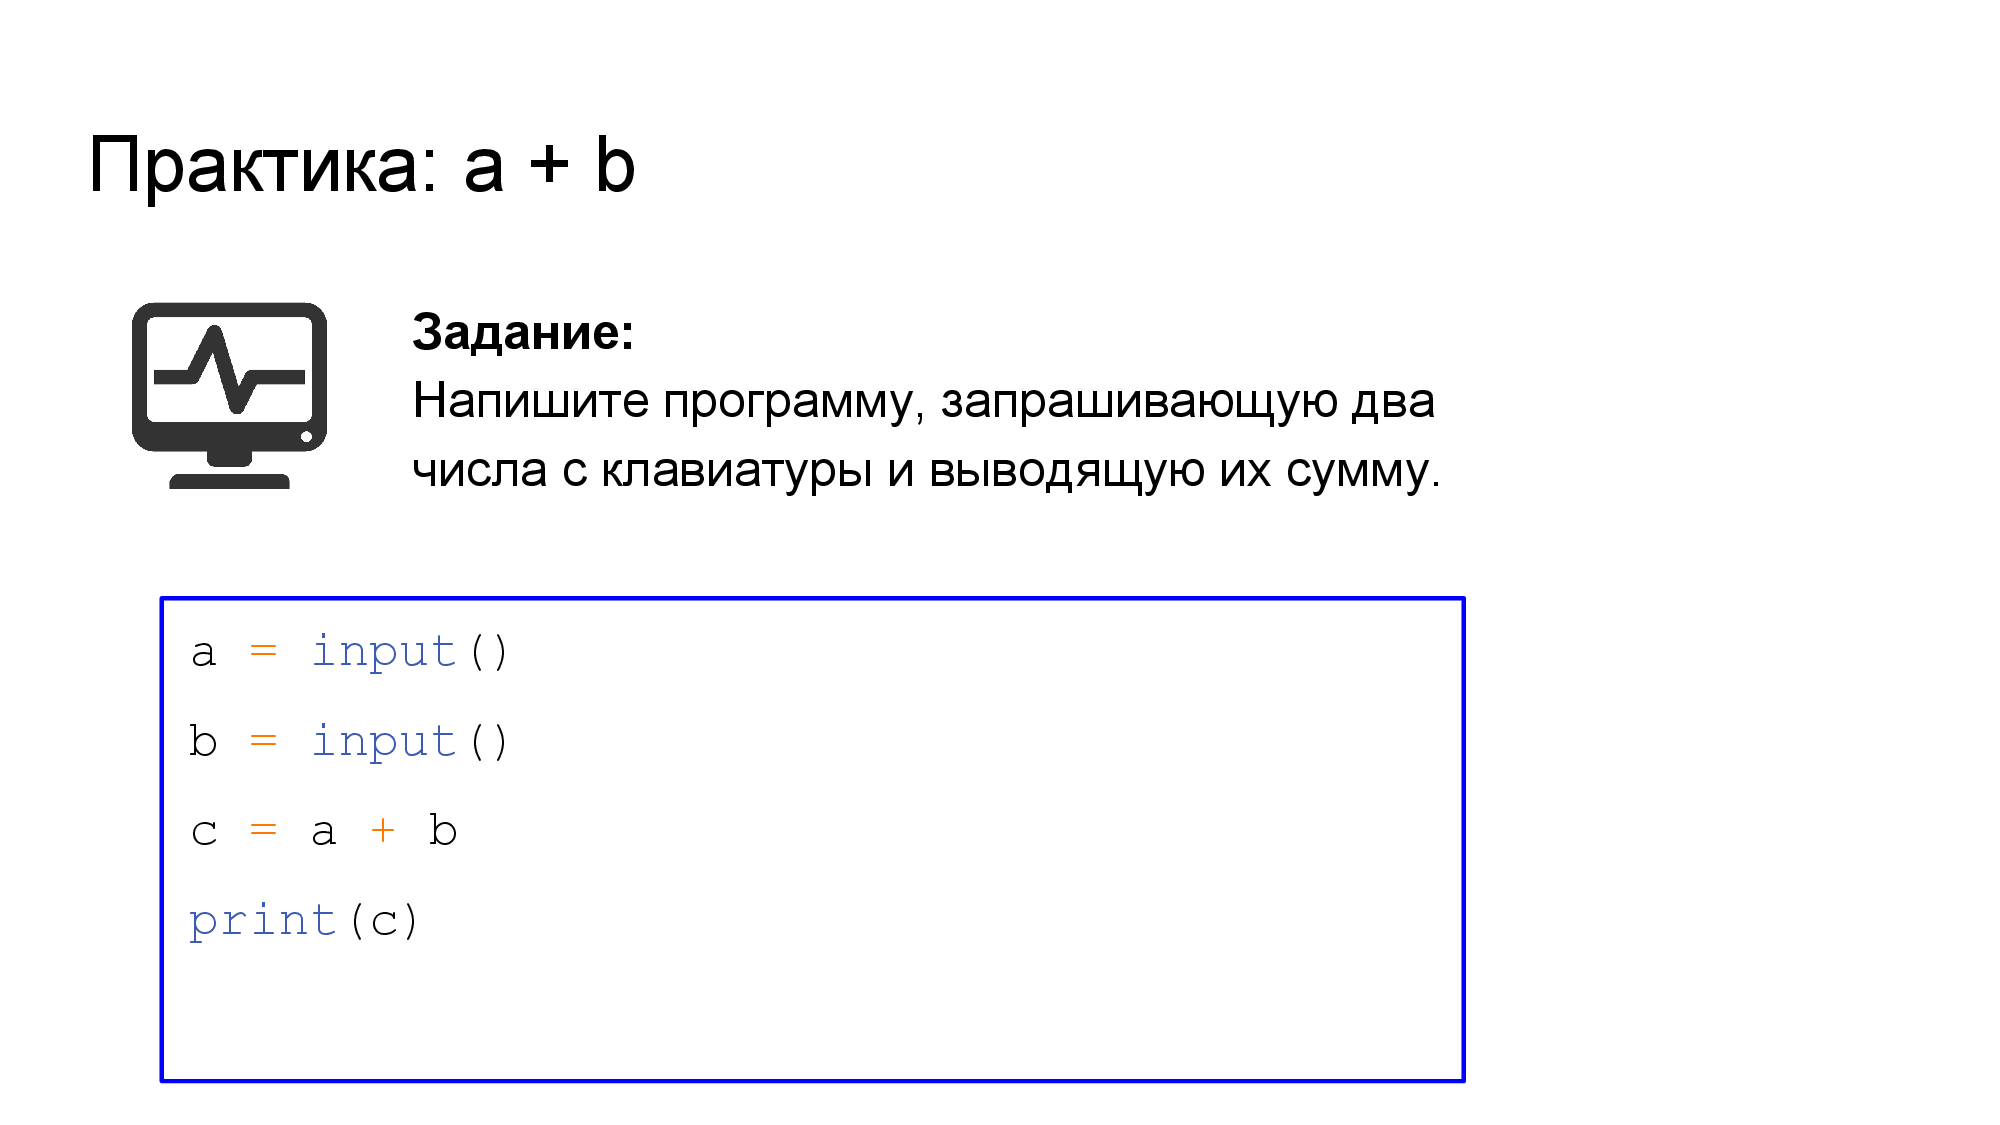 Практика: a + b
Задание:
Напишите программу, запрашивающую два
числа с клавиатуры и выводящую их сумму.
a = input()
b = input()
c = a + b
print(c)